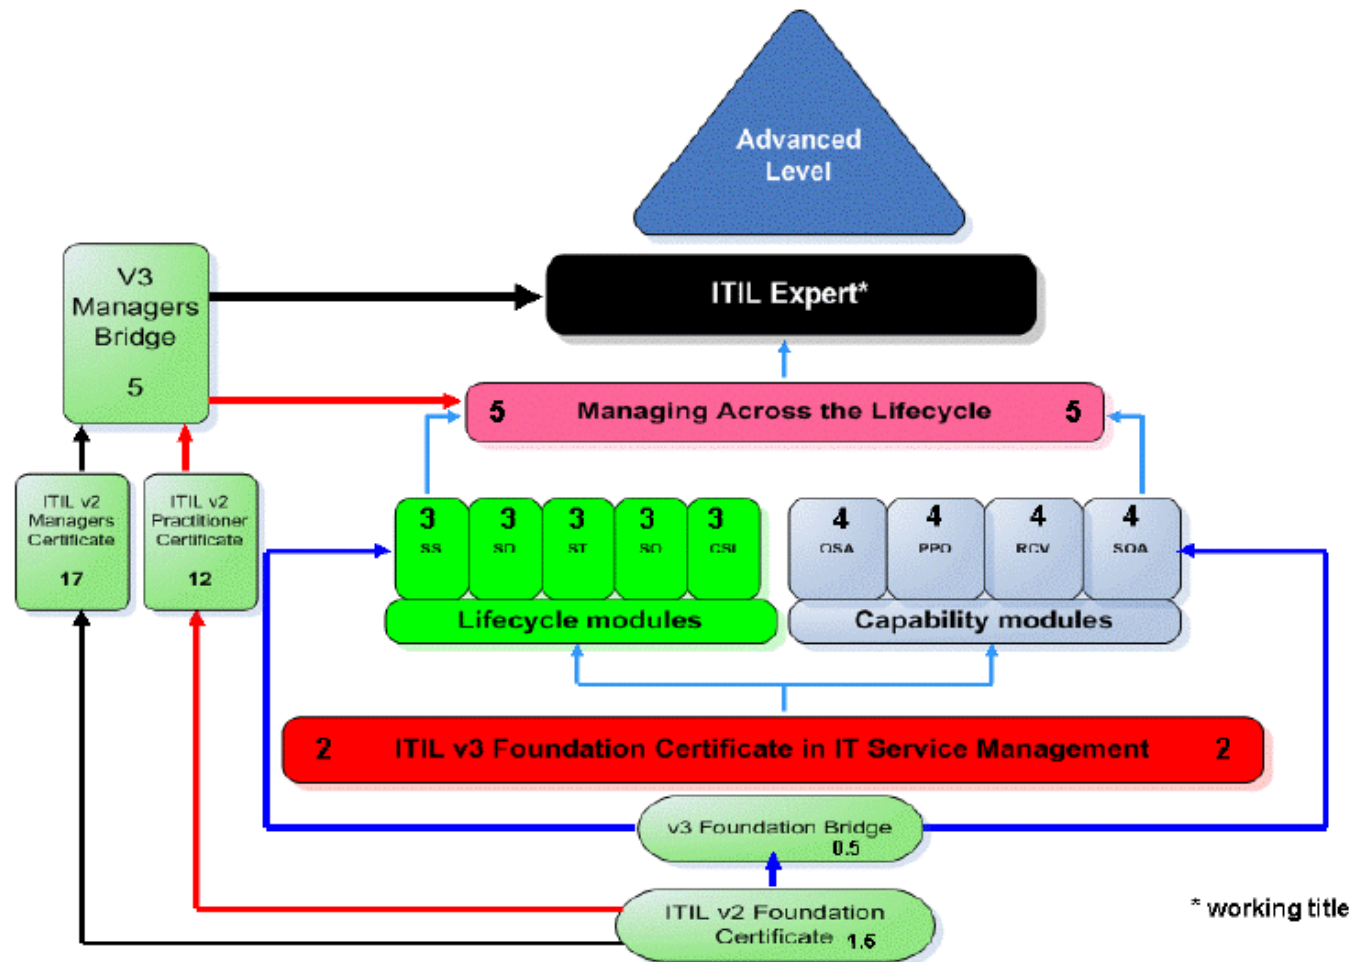 Advanced
Level
V3
Managers
Bridge
5
ITIL Expert*
5 Managing Across the Lifecycle 5
ITIL v2
Managers
Certificate
17
ITIL v2
Practitioner
Certificate
12
3 3 3 3 3
SS SD ST SO CSI
Lifecycle modules
4 4 4 4
OSA PPO RCV SOA
Capability modules
2 ITIL v3 Foundation Certificate in IT Service Management 2
v3 Foundation Bridge
0.5
ITIL v2 Foundation
Certificate 1.5
* working title